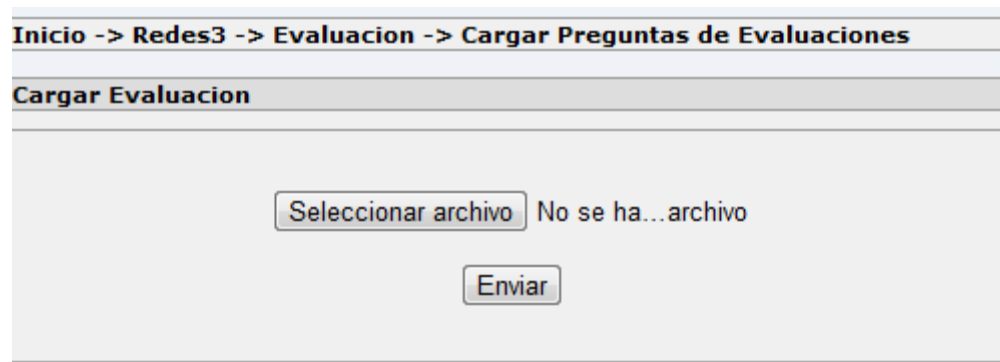 Inicio -> Redes3 -> Evaluacion -> Cargar Preguntas de Evaluaciones
Cargar Evaluacion
Seleccionar archivo No se ha...archivo
Enviar